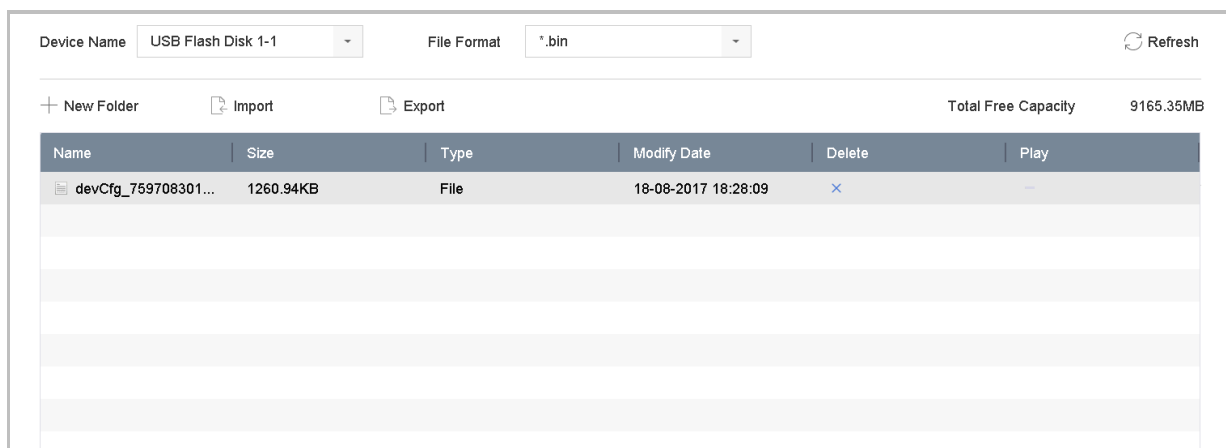 Device Name USB Flash Disk 1-1 File Format *.bin Refresh
New Folder Import Export Total Free Capacity 9165.35MB
Name Size Type Modify Date Delete Play
devCfg_759708301... 1260.94KB File 18-08-2017 18:28:09